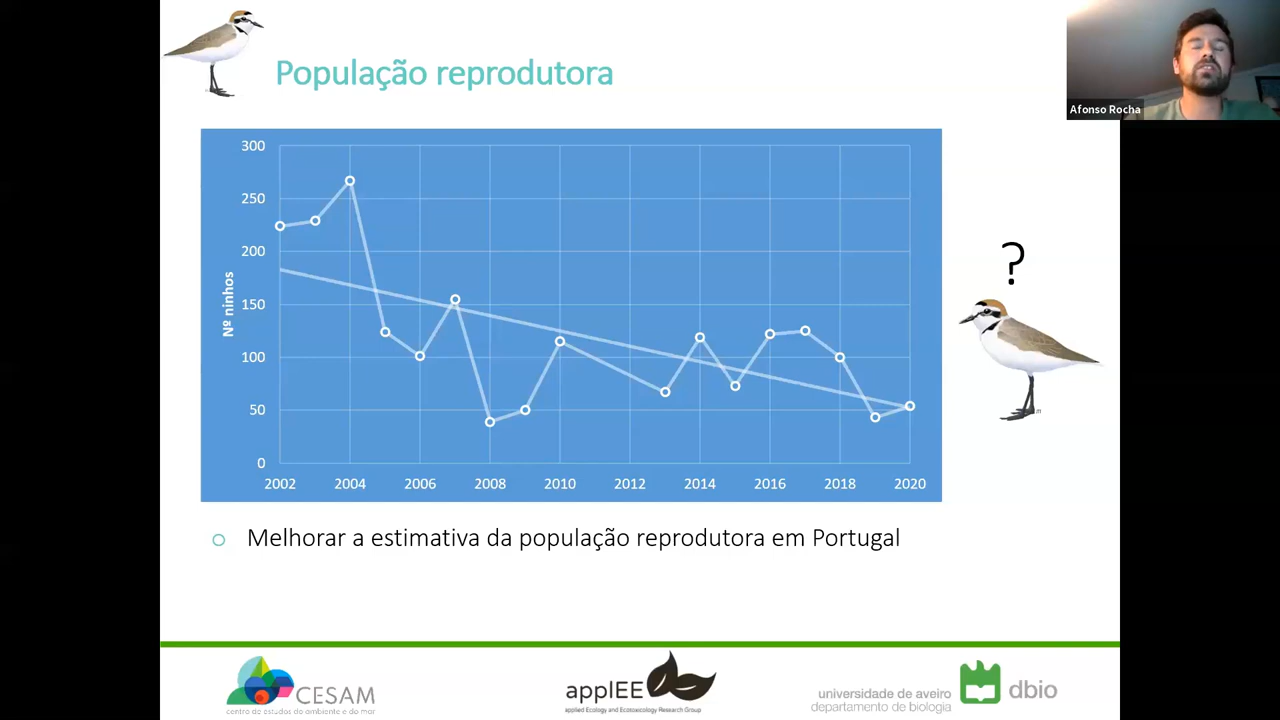 População reprodutora
Afonso Rocha
300
250
200
150
100
50
0
Nº ninhos
2002 2004 2006 2008 2010 2012 2014 2016 2018 2020
?
Melhorar a estimativa da população reprodutora em Portugal
CESAM
centro de estudos do ambiente e do mar
applEE
applied Ecology and Ecotoxicology Research Group
universidade de aveiro
departamento de biologia
dbio